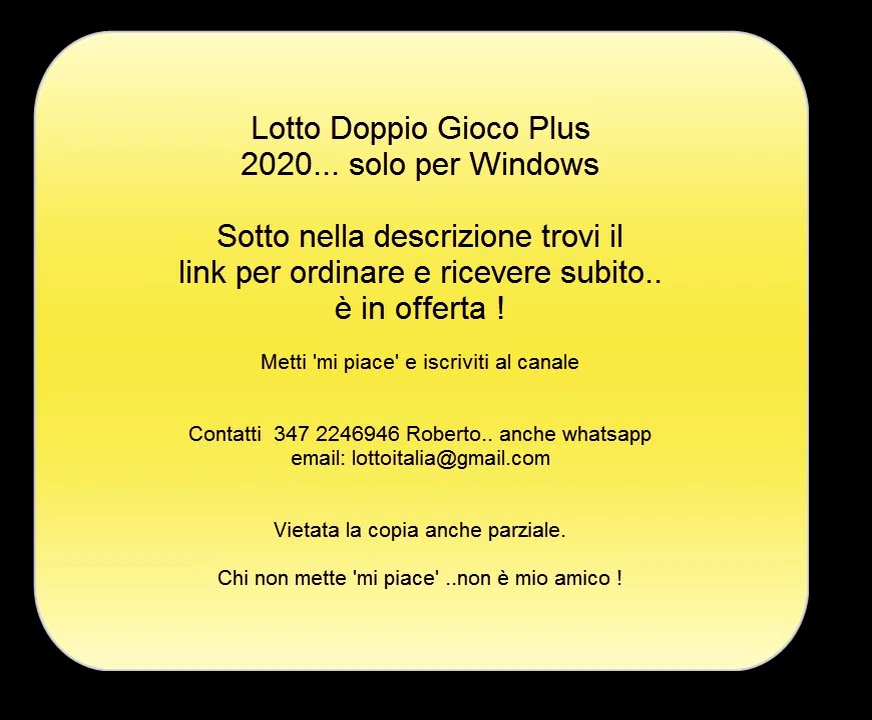 Lotto Doppio Gioco Plus
2020... solo per Windows
Sotto nella descrizione trovi il
link per ordinare e ricevere subito..
è in offerta !
Metti 'mi piace' e iscriviti al canale
Contatti  347 2246946 Roberto.. anche whatsapp
email: lottoitalia@gmail.com
Vietata la copia anche parziale.
Chi non mette 'mi piace' ..non è mio amico !